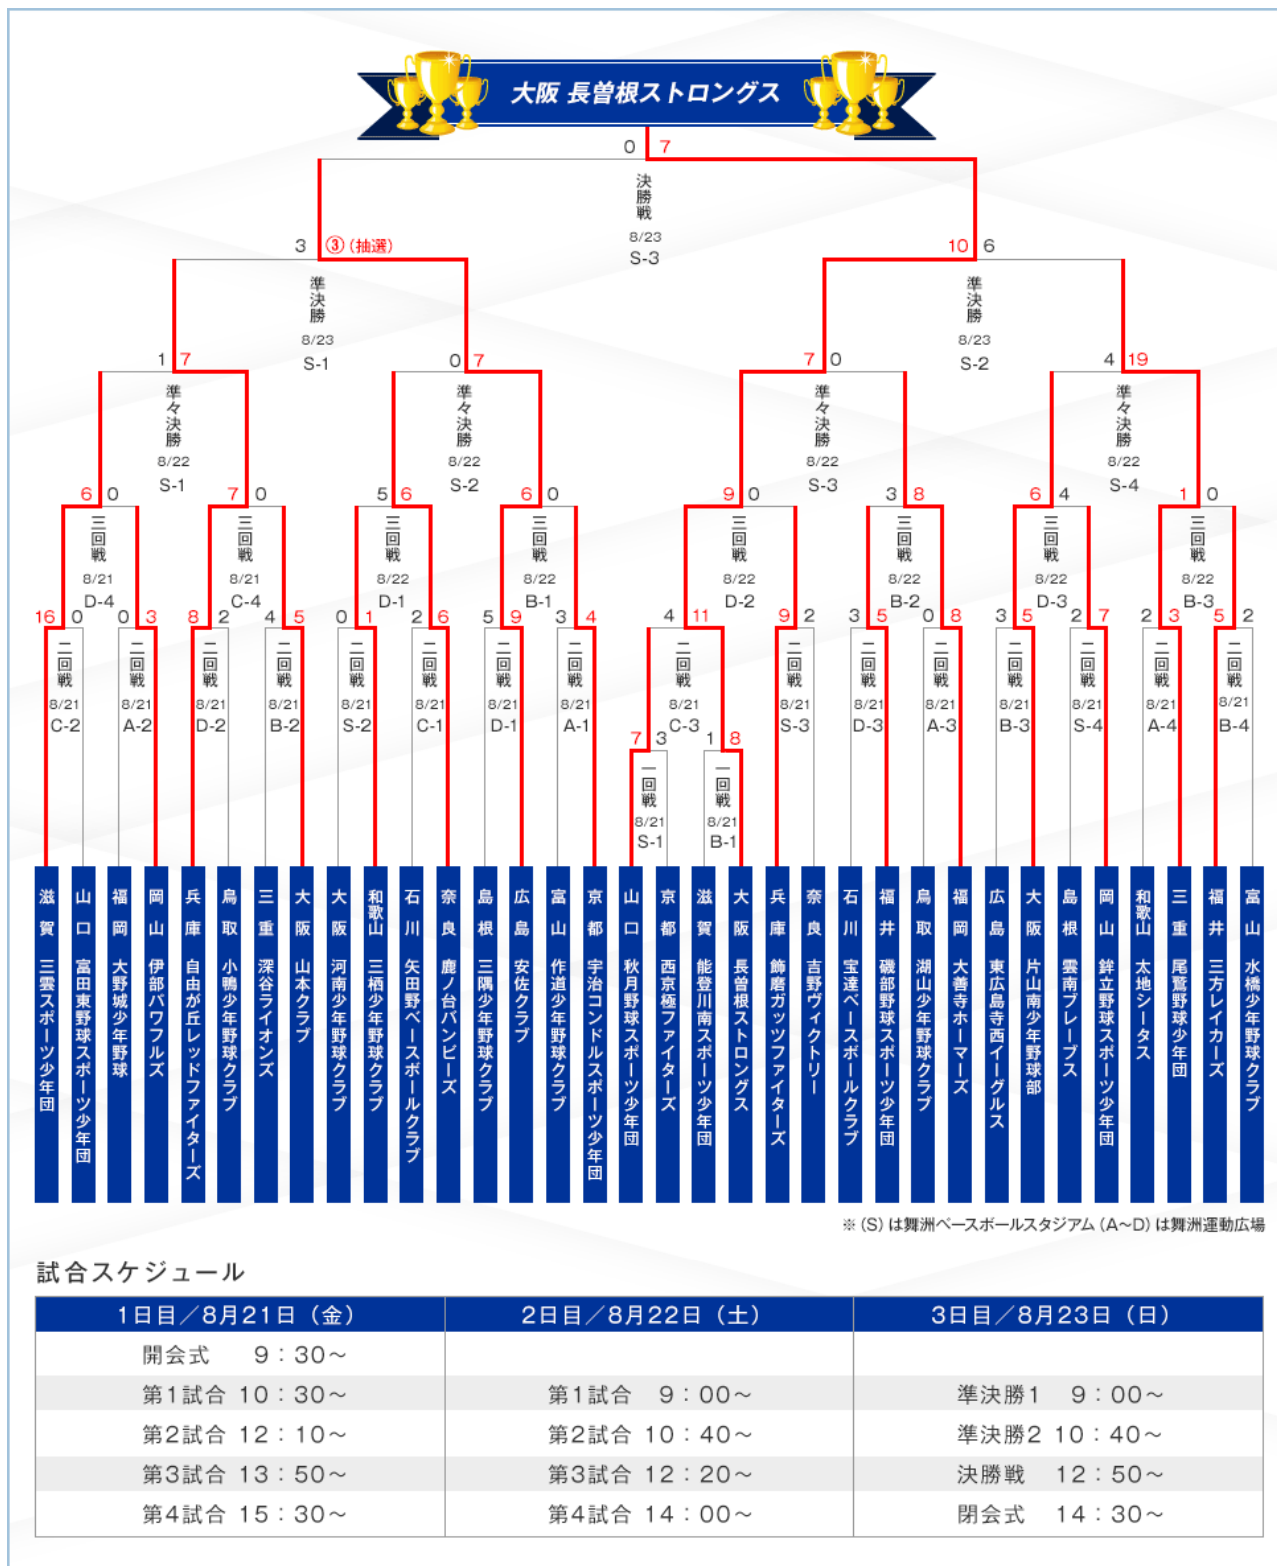 大阪 長曽根ストロングス
0 7
決勝戦
8/23
S-3
3 ③(抽選)
10 6
準決勝
8/23
S-1
準決勝
8/23
S-2
1 7
0 7
7 0
4 19
準々決勝
8/22
S-1
準々決勝
8/22
S-2
準々決勝
8/22
S-3
準々決勝
8/22
S-4
6 0
7 0
5 6
6 0
9 0
3 8
6 4
1 0
三回戦
8/21
D-4
三回戦
8/21
C-4
三回戦
8/22
D-1
三回戦
8/22
B-1
三回戦
8/22
D-2
三回戦
8/22
B-2
三回戦
8/22
D-3
三回戦
8/22
B-3
16 0
0 3
8 2
4 5
0 1
2 6
5 9
3 4
4 11
9 2
3 5
0 8
3 5
2 7
2 3
5 2
二回戦
8/21
C-2
二回戦
8/21
A-2
二回戦
8/21
D-2
二回戦
8/21
B-2
二回戦
8/21
S-2
二回戦
8/21
C-1
二回戦
8/21
D-1
二回戦
8/21
A-1
二回戦
8/21
C-3
二回戦
8/21
S-3
二回戦
8/21
D-3
二回戦
8/21
A-3
二回戦
8/21
B-3
二回戦
8/21
S-4
二回戦
8/21
A-4
二回戦
8/21
B-4
7 3
1 8
一回戦
8/21
S-1
一回戦
8/21
B-1
滋賀 三雲スポーツ少年団
山口 富田東野球スポーツ少年団
福岡 大野城少年野球
岡山 伊部パワフルズ
兵庫 自由が丘レッドファイターズ
鳥取 小鴨少年野球クラブ
三重 深谷ライオンズ
大阪 山本クラブ
大阪 河南少年野球クラブ
和歌山 三栖少年野球クラブ
石川 矢田野ベースボールクラブ
奈良 鹿ノ台バンビーズ
島根 三隅少年野球クラブ
広島 安佐クラブ
富山 作道少年野球クラブ
京都 宇治コンドルスポーツ少年団
山口 秋月野球スポーツ少年団
京都 西京極ファイターズ
滋賀 能登川南スポーツ少年団
大阪 長曽根ストロングス
兵庫 飾磨ガッツファイターズ
奈良 吉野ヴィクトリー
石川 宝達ベースボールクラブ
福井 磯部野球スポーツ少年団
鳥取 湖山少年野球クラブ
福岡 大善寺ホーマーズ
広島 東広島寺西イーグルス
大阪 片山南少年野球部
島根 雲南ブレーブス
岡山 鉾立野球スポーツ少年団
和歌山 太地シータス
三重 尾鷲野球少年団
福井 三方レイカーズ
富山 水橋少年野球クラブ
※(S)は舞洲ベースボールスタジアム(A〜D)は舞洲運動広場
試合スケジュール
1日目／8月21日（金） 2日目／8月22日（土） 3日目／8月23日（日）
開会式 9：30〜
第1試合 10：30〜 第1試合 9：00〜 準決勝1 9：00〜
第2試合 12：10〜 第2試合 10：40〜 準決勝2 10：40〜
第3試合 13：50〜 第3試合 12：20〜 決勝戦 12：50〜
第4試合 15：30〜 第4試合 14：00〜 閉会式 14：30〜